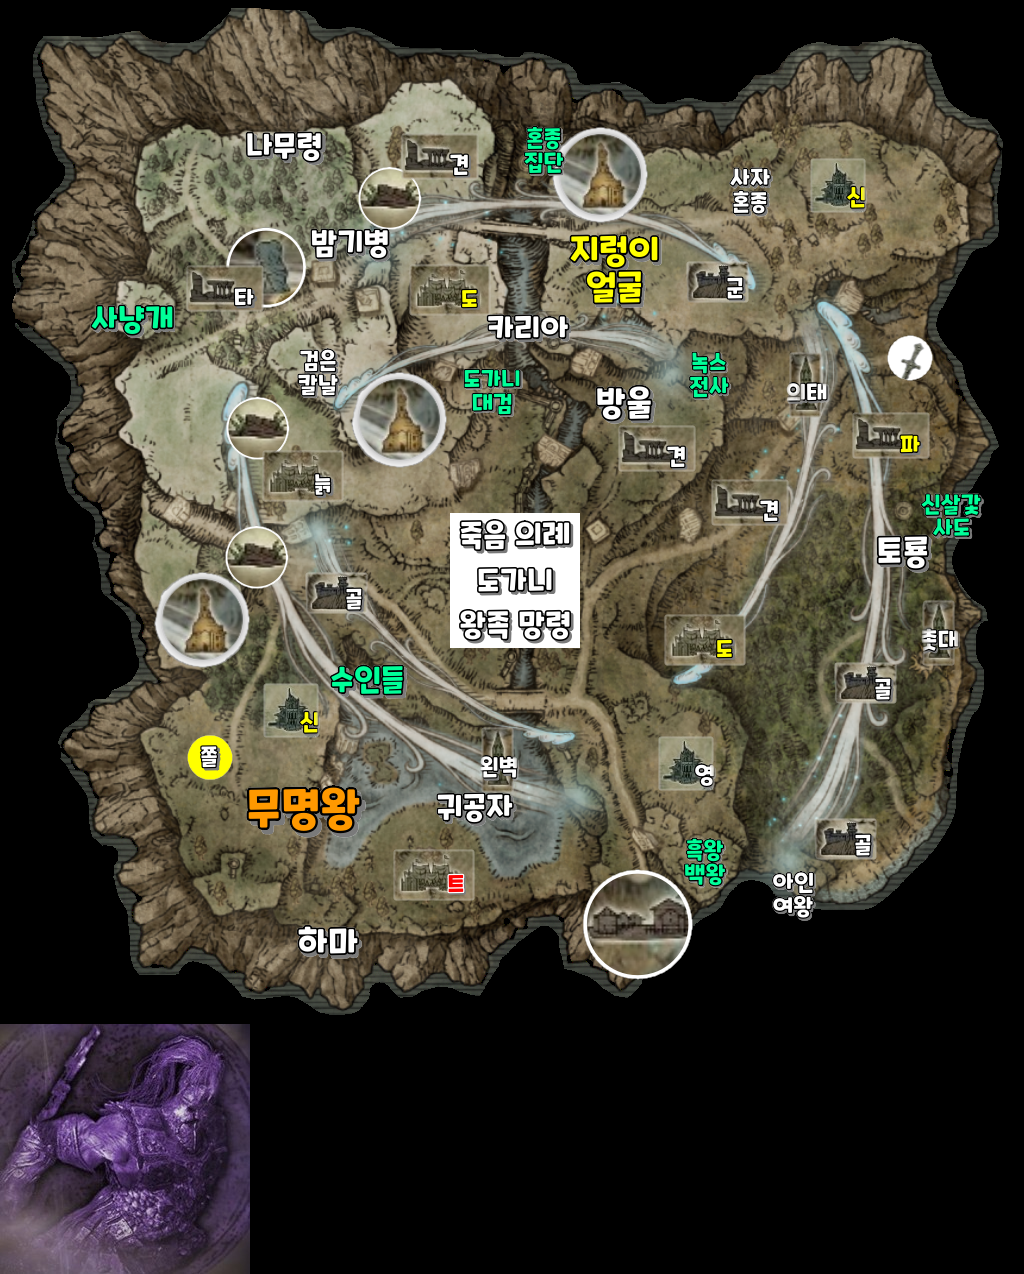 나무령
견
혼종
집단
사자
혼종
신
밤기병
지렁이
얼굴
타
도
군
사냥개
카리아
검은
칼날
도가니
대검
녹스
전사
방울
의태
견
파
늙
견
신살갗
사도
죽음 의례
도가니
왕족 망령
토룡
골
도
촛대
수인들
골
신
쫄
왼벽
영
무명왕
귀공자
골
흑왕
백왕
트
아인
여왕
하마